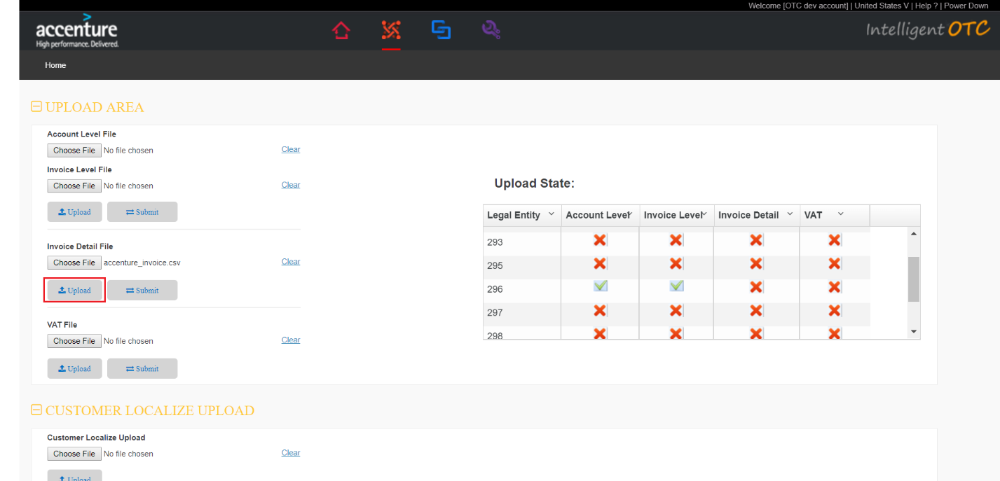 Welcome [OTC dev account] | United States V | Help ? | Power Down
accenture
High performance. Delivered.
Intelligent OTC
Home
UPLOAD AREA
Account Level File
Choose File No file chosen Clear
Invoice Level File
Choose File No file chosen Clear
Upload Submit
Invoice Detail File
Choose File accenture_invoice.csv Clear
Upload Submit
VAT File
Choose File No file chosen Clear
Upload Submit
Upload State:
Legal Entity Account Level Invoice Level Invoice Detail VAT
293
295
296
297
298
CUSTOMER LOCALIZE UPLOAD
Customer Localize Upload
Choose File No file chosen Clear
Upload